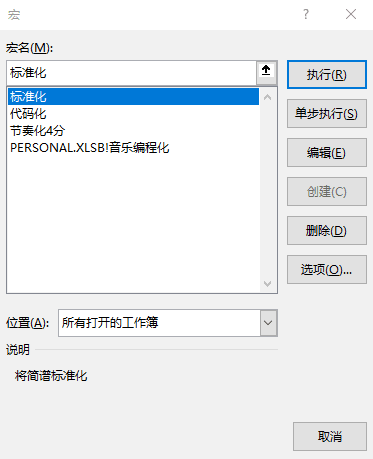 宏
?
宏名(M):
标准化
执行(R)
标准化
代码化
节奏化4分
PERSONAL.XLSB!音乐编程化
单步执行(S)
编辑(E)
创建(C)
删除(D)
选项(O)...
位置(A):
所有打开的工作簿
说明
将简谱标准化
取消